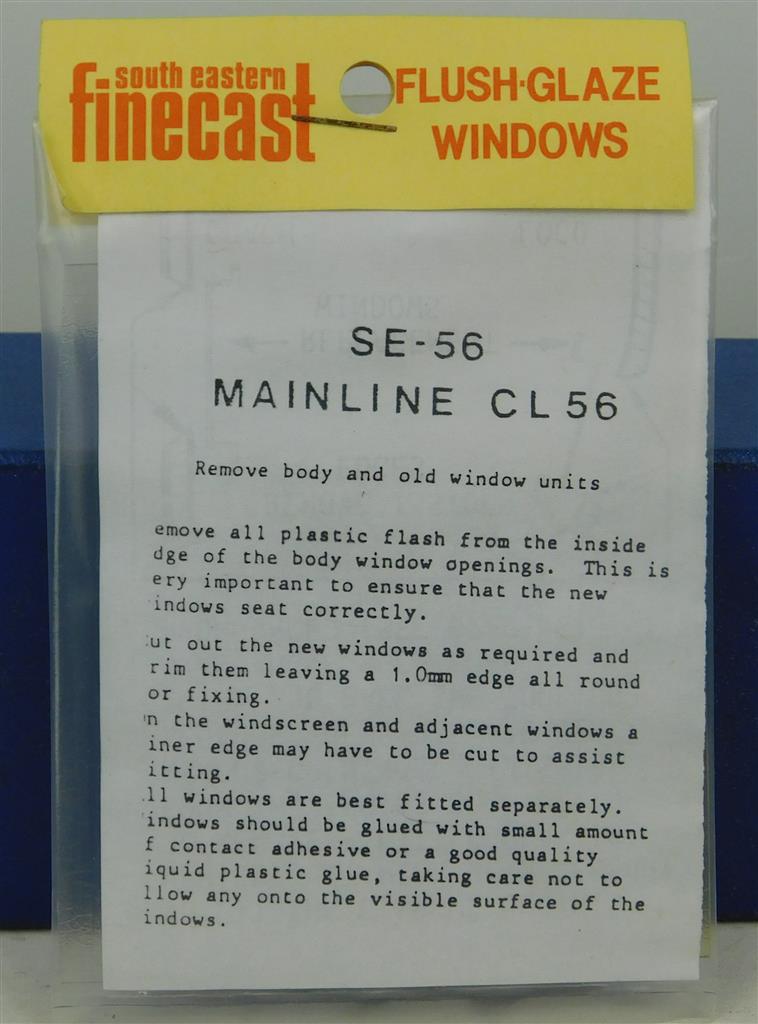 south eastern
finecast
FLUSH·GLAZE
WINDOWS
SE-56
MAINLINE CL56
Remove body and old window units
emove all plastic flash from the inside
dge of the body window openings. This is
ery important to ensure that the new
indows seat correctly.
ut out the new windows as required and
rim them leaving a 1.0mm edge all round
or fixing.
n the windscreen and adjacent windows a
iner edge may have to be cut to assist
itting.
ll windows are best fitted separately.
indows should be glued with small amount
f contact adhesive or a good quality
iquid plastic glue, taking care not to
llow any onto the visible surface of the
indows.